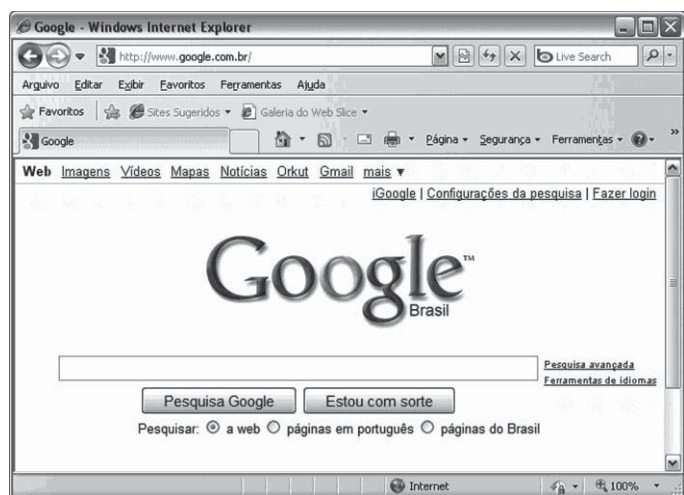 Google - Windows Internet Explorer
http://www.google.com.br/ Live Search
Arquivo Editar Exibir Favoritos Ferramentas Ajuda
Favoritos Sites Sugeridos Galeria do Web Slice
Google Página Segurança Ferramentas »
Web Imagens Vídeos Mapas Notícias Orkut Gmail mais ▼
iGoogle | Configurações da pesquisa | Fazer login
Google™
Brasil
Pesquisa avançada
Ferramentas de idiomas
Pesquisa Google Estou com sorte
Pesquisar: a web páginas em português páginas do Brasil
Internet 100%